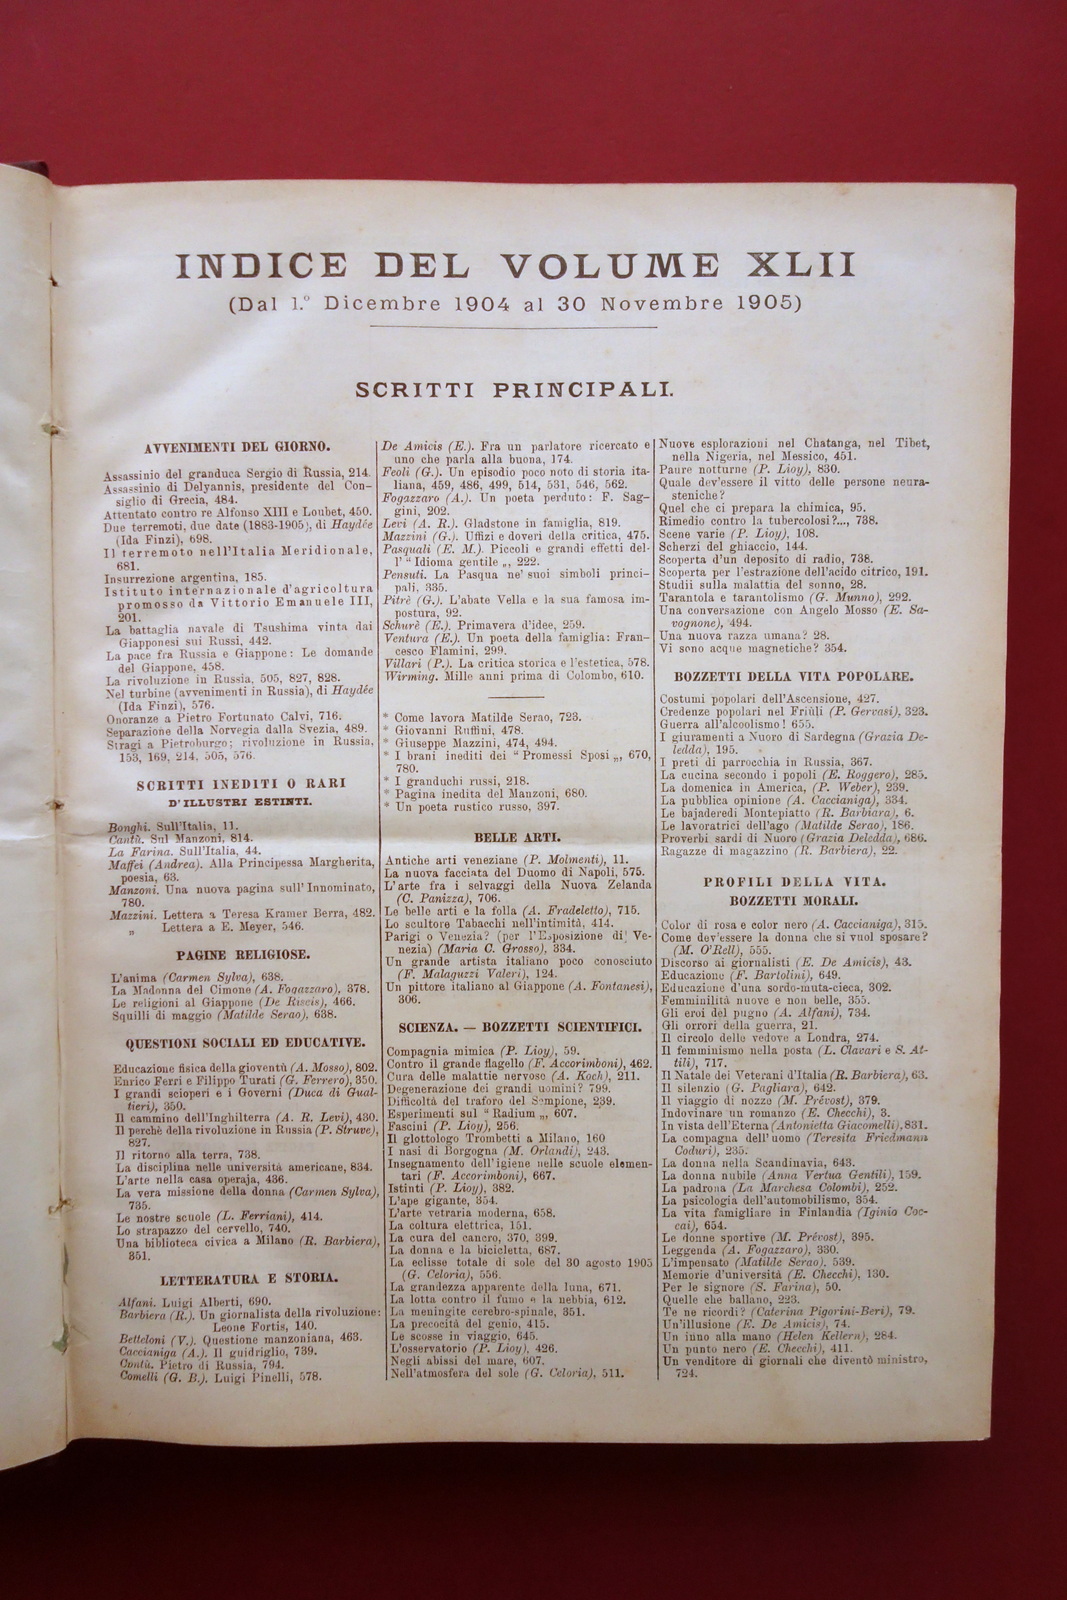 INDICE DEL VOLUME XLII
(Dal 1.° Dicembre 1904 al 30 Novembre 1905)
SCRITTI PRINCIPALI.
AVVENIMENTI DEL GIORNO.
Assassinio del granduca Sergio di Russia, 214.
Assassinio di Delyannis, presidente del Con-
siglio di Grecia, 484.
Attentato contro re Alfonso XIII e Loubet, 450.
Due terremoti, due date (1883-1905), di Haydée
(Ida Finzi), 698.
Il terremoto nell'Italia Meridionale,
681.
Insurrezione argentina, 185.
Istituto internazionale d'agricoltura
promosso da Vittorio Emanuele III,
201.
La battaglia navale di Tsushima vinta dai
Giapponesi sui Russi, 442.
La pace fra Russia e Giappone: Le domande
del Giappone, 458.
La rivoluzione in Russia, 505, 827, 828.
Nel turbine (avvenimenti in Russia), di Haydée
(Ida Finzi), 576.
Onoranze a Pietro Fortunato Calvi, 716.
Separazione della Norvegia dalla Svezia, 489.
Stragi a Pietroburgo; rivoluzione in Russia,
153, 169, 214, 505, 576.
SCRITTI INEDITI O RARI
D'ILLUSTRI ESTINTI.
Bonghi. Sull'Italia, 11.
Cantù. Sul Manzoni, 814.
La Farina. Sull'Italia, 44.
Maffei (Andrea). Alla Principessa Margherita,
poesia, 63.
Manzoni. Una nuova pagina sull'Innominato,
780.
Mazzini. Lettera a Teresa Kramer Berra, 482.
„ Lettera a E. Meyer, 546.
PAGINE RELIGIOSE.
L'anima (Carmen Sylva), 638.
La Madonna del Cimone (A. Fogazzaro), 378.
Le religioni al Giappone (De Riseis), 466.
Squilli di maggio (Matilde Serao), 638.
QUESTIONI SOCIALI ED EDUCATIVE.
Educazione fisica della gioventù (A. Mosso), 802.
Enrico Ferri e Filippo Turati (G. Ferrero), 350.
I grandi scioperi e i Governi (Duca di Gual-
tieri), 350.
Il cammino dell'Inghilterra (A. R. Levi), 430.
Il perchè della rivoluzione in Russia (P. Struve),
827.
Il ritorno alla terra, 738.
La disciplina nelle università americane, 834.
L'arte nella casa operaja, 436.
La vera missione della donna (Carmen Sylva),
735.
Le nostre scuole (L. Ferriani), 414.
Lo strapazzo del cervello, 740.
Una biblioteca civica a Milano (R. Barbiera),
851.
LETTERATURA E STORIA.
Alfani. Luigi Alberti, 690.
Barbiera (R.). Un giornalista della rivoluzione:
Leone Fortis, 140.
Betteloni (V.). Questione manzoniana, 463.
Caccianiga (A.). Il guidriglio, 739.
Cantù. Pietro di Russia, 794.
Comelli (G. B.). Luigi Pinelli, 578.
De Amicis (E.). Fra un parlatore ricercato e
uno che parla alla buona, 174.
Feoli (G.). Un episodio poco noto di storia ita-
liana, 459, 486, 499, 514, 531, 546, 562.
Fogazzaro (A.). Un poeta perduto: F. Sag-
gini, 202.
Levi (A. R.). Gladstone in famiglia, 819.
Mazzini (G.). Uffizi e doveri della critica, 475.
Pasquali (E. M.). Piccoli e grandi effetti del-
l' “ Idioma gentile „, 222.
Pensuti. La Pasqua ne' suoi simboli princi-
pali, 335.
Pitrè (G.). L'abate Vella e la sua famosa im-
postura, 92.
Schurè (E.). Primavera d'idee, 259.
Ventura (E.). Un poeta della famiglia: Fran-
cesco Flamini, 299.
Villari (P.). La critica storica e l'estetica, 578.
Wirming. Mille anni prima di Colombo, 610.
* Come lavora Matilde Serao, 723.
* Giovanni Ruffini, 478.
* Giuseppe Mazzini, 474, 494.
* I brani inediti dei “ Promessi Sposi „, 670,
780.
* I granduchi russi, 218.
* Pagina inedita del Manzoni, 680.
* Un poeta rustico russo, 397.
BELLE ARTI.
Antiche arti veneziane (P. Molmenti), 11.
La nuova facciata del Duomo di Napoli, 575.
L'arte fra i selvaggi della Nuova Zelanda
(C. Panizza), 706.
Le belle arti e la folla (A. Fradeletto), 715.
Lo scultore Tabacchi nell'intimità, 414.
Parigi o Venezia? (per l'Esposizione di Ve-
nezia) (Maria C. Grosso), 334.
Un grande artista italiano poco conosciuto
(F. Malaguzzi Valeri), 124.
Un pittore italiano al Giappone (A. Fontanesi),
306.
SCIENZA. — BOZZETTI SCIENTIFICI.
Compagnia mimica (P. Lioy), 59.
Contro il grande flagello (F. Accorimboni), 462.
Cura delle malattie nervose (A. Koch), 211.
Degenerazione dei grandi uomini? 799.
Difficoltà del traforo del Sempione, 239.
Esperimenti sul “ Radium „, 607.
Fascini (P. Lioy), 256.
Il glottologo Trombetti a Milano, 160
I nasi di Borgogna (M. Orlandi), 243.
Insegnamento dell'igiene nelle scuole elemen-
tari (F. Accorimboni), 667.
Istinti (P. Lioy), 382.
L'ape gigante, 354.
L'arte vetraria moderna, 658.
La coltura elettrica, 151.
La cura del cancro, 370, 399.
La donna e la bicicletta, 687.
La eclisse totale di sole del 30 agosto 1905
(G. Celoria), 556.
La grandezza apparente della luna, 671.
La lotta contro il fumo e la nebbia, 612.
La meningite cerebro-spinale, 351.
La precocità del genio, 415.
Le scosse in viaggio, 645.
L'osservatorio (P. Lioy), 426.
Negli abissi del mare, 607.
Nell'atmosfera del sole (G. Celoria), 511.
Nuove esplorazioni nel Chatanga, nel Tibet,
nella Nigeria, nel Messico, 451.
Paure notturne (P. Lioy), 830.
Quale dev'essere il vitto delle persone neura-
steniche?
Quel che ci prepara la chimica, 95.
Rimedio contro la tubercolosi?..., 738.
Scene varie (P. Lioy), 108.
Scherzi del ghiaccio, 144.
Scoperta d'un deposito di radio, 738.
Scoperta per l'estrazione dell'acido citrico, 191.
Studii sulla malattia del sonno, 28.
Tarantola e tarantolismo (G. Munno), 292.
Una conversazione con Angelo Mosso (E. Sa-
vognone), 494.
Una nuova razza umana? 28.
Vi sono acque magnetiche? 354.
BOZZETTI DELLA VITA POPOLARE.
Costumi popolari dell'Ascensione, 427.
Credenze popolari nel Friùli (P. Gervasi), 323.
Guerra all'alcoolismo! 655.
I giuramenti a Nuoro di Sardegna (Grazia De-
ledda), 195.
I preti di parrocchia in Russia, 367.
La cucina secondo i popoli (E. Roggero), 285.
La domenica in America, (P. Weber), 239.
La pubblica opinione (A. Caccianiga), 334.
Le bajaderedi Montepiatto (R. Barbiara), 6.
Le lavoratrici dell'ago (Matilde Serao), 186.
Proverbi sardi di Nuoro (Grazia Deledda), 686.
Ragazze di magazzino (R. Barbiera), 22.
PROFILI DELLA VITA.
BOZZETTI MORALI.
Color di rosa e color nero (A. Caccianiga), 315.
Come dev'essere la donna che si vuol sposare?
(M. O'Rell), 555.
Discorso ai giornalisti (E. De Amicis), 43.
Educazione (F. Bartolini), 649.
Educazione d'una sordo-muta-cieca, 302.
Femminilità nuove e non belle, 355.
Gli eroi del pugno (A. Alfani), 734.
Gli orrori della guerra, 21.
Il circolo delle vedove a Londra, 274.
Il femminismo nella posta (L. Clavari e S. At-
tili), 717.
Il Natale dei Veterani d'Italia (R. Barbiera), 63.
Il silenzio (G. Pagliara), 642.
Il viaggio di nozze (M. Prévost), 379.
Indovinare un romanzo (E. Checchi), 3.
In vista dell'Eterna (Antonietta Giacomelli), 831.
La compagna dell'uomo (Teresita Friedmann
Coduri), 235.
La donna nella Scandinavia, 643.
La donna nubile (Anna Vertua Gentili), 159.
La padrona (La Marchesa Colombi), 252.
La psicologia dell'automobilismo, 354.
La vita famigliare in Finlandia (Iginio Coc-
cai), 654.
Le donne sportive (M. Prévost), 395.
Leggenda (A. Fogazzaro), 330.
L'impensato (Matilde Serao), 539.
Memorie d'università (E. Checchi), 130.
Per le signore (S. Farina), 50.
Quelle che ballano, 223.
Te ne ricordi? (Caterina Pigorini-Beri), 79.
Un'illusione (E. De Amicis), 74.
Un inno alla mano (Helen Kellern), 284.
Un punto nero (E. Checchi), 411.
Un venditore di giornali che diventò ministro,
724.